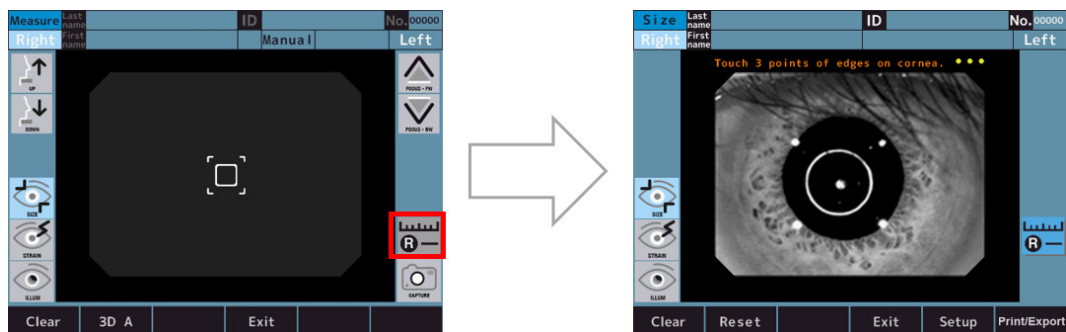 Measure Last name ID No. 00000
Right First name Manual Left
UP
DOWN
FOCUS - FW
FOCUS - BW
SIZE
STRAIN
R
ILLUM
CAPTURE
Clear 3D A Exit
Size Last name ID No. 00000
Right First name Left
Touch 3 points of edges on cornea.
SIZE
STRAIN
R
ILLUM
Clear Reset Exit Setup Print/Export